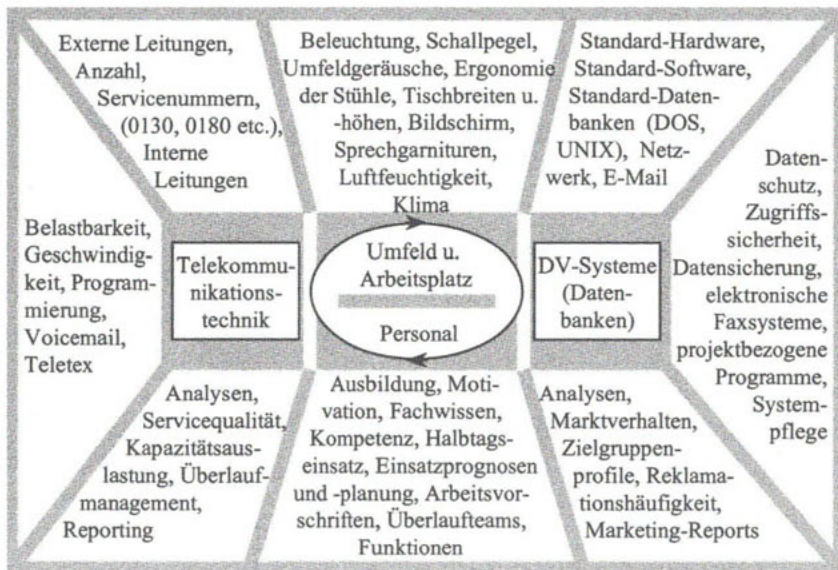 Externe Leitungen,
Anzahl,
Servicenummern,
(0130, 0180 etc.),
Interne
Leitungen
Beleuchtung, Schallpegel,
Umfeldgeräusche, Ergonomie
der Stühle, Tischbreiten u.
-höhen, Bildschirm,
Sprechgarnituren,
Luftfeuchtigkeit,
Klima
Standard-Hardware,
Standard-Software,
Standard-Daten-
banken (DOS,
UNIX), Netz-
werk, E-Mail
Belastbarkeit,
Geschwindig-
keit, Program-
mierung,
Voicemail,
Teletex
Telekommu-
nikations-
technik
Umfeld u.
Arbeitsplatz
Personal
DV-Systeme
(Daten-
banken)
Daten-
schutz,
Zugriffs-
sicherheit,
Datensicherung,
elektronische
Faxsysteme,
projektbezogene
Programme,
System-
pflege
Analysen,
Servicequalität,
Kapazitätsaus-
lastung, Überlauf-
management,
Reporting
Ausbildung, Moti-
vation, Fachwissen,
Kompetenz, Halbtags-
einsatz, Einsatzprognosen
und -planung, Arbeitsvor-
schriften, Überlaufteams,
Funktionen
Analysen,
Marktverhalten,
Zielgruppen-
profile, Reklama-
tionshäufigkeit,
Marketing-Reports